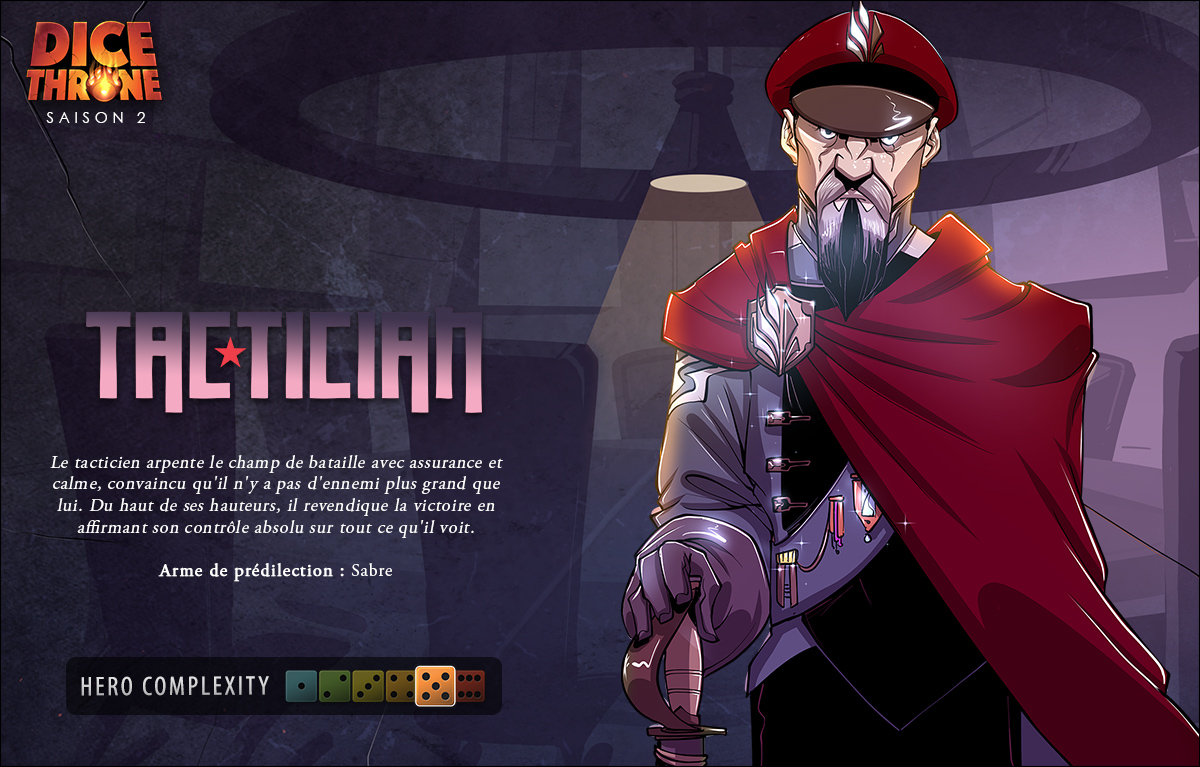 DICE
THRONE
SAISON 2
TACTICIAN
Le tacticien arpente le champ de bataille avec assurance et
calme, convaincu qu'il n'y a pas d'ennemi plus grand que
lui. Du haut de ses hauteurs, il revendique la victoire en
affirmant son contrôle absolu sur tout ce qu'il voit.
Arme de prédilection : Sabre
HERO COMPLEXITY